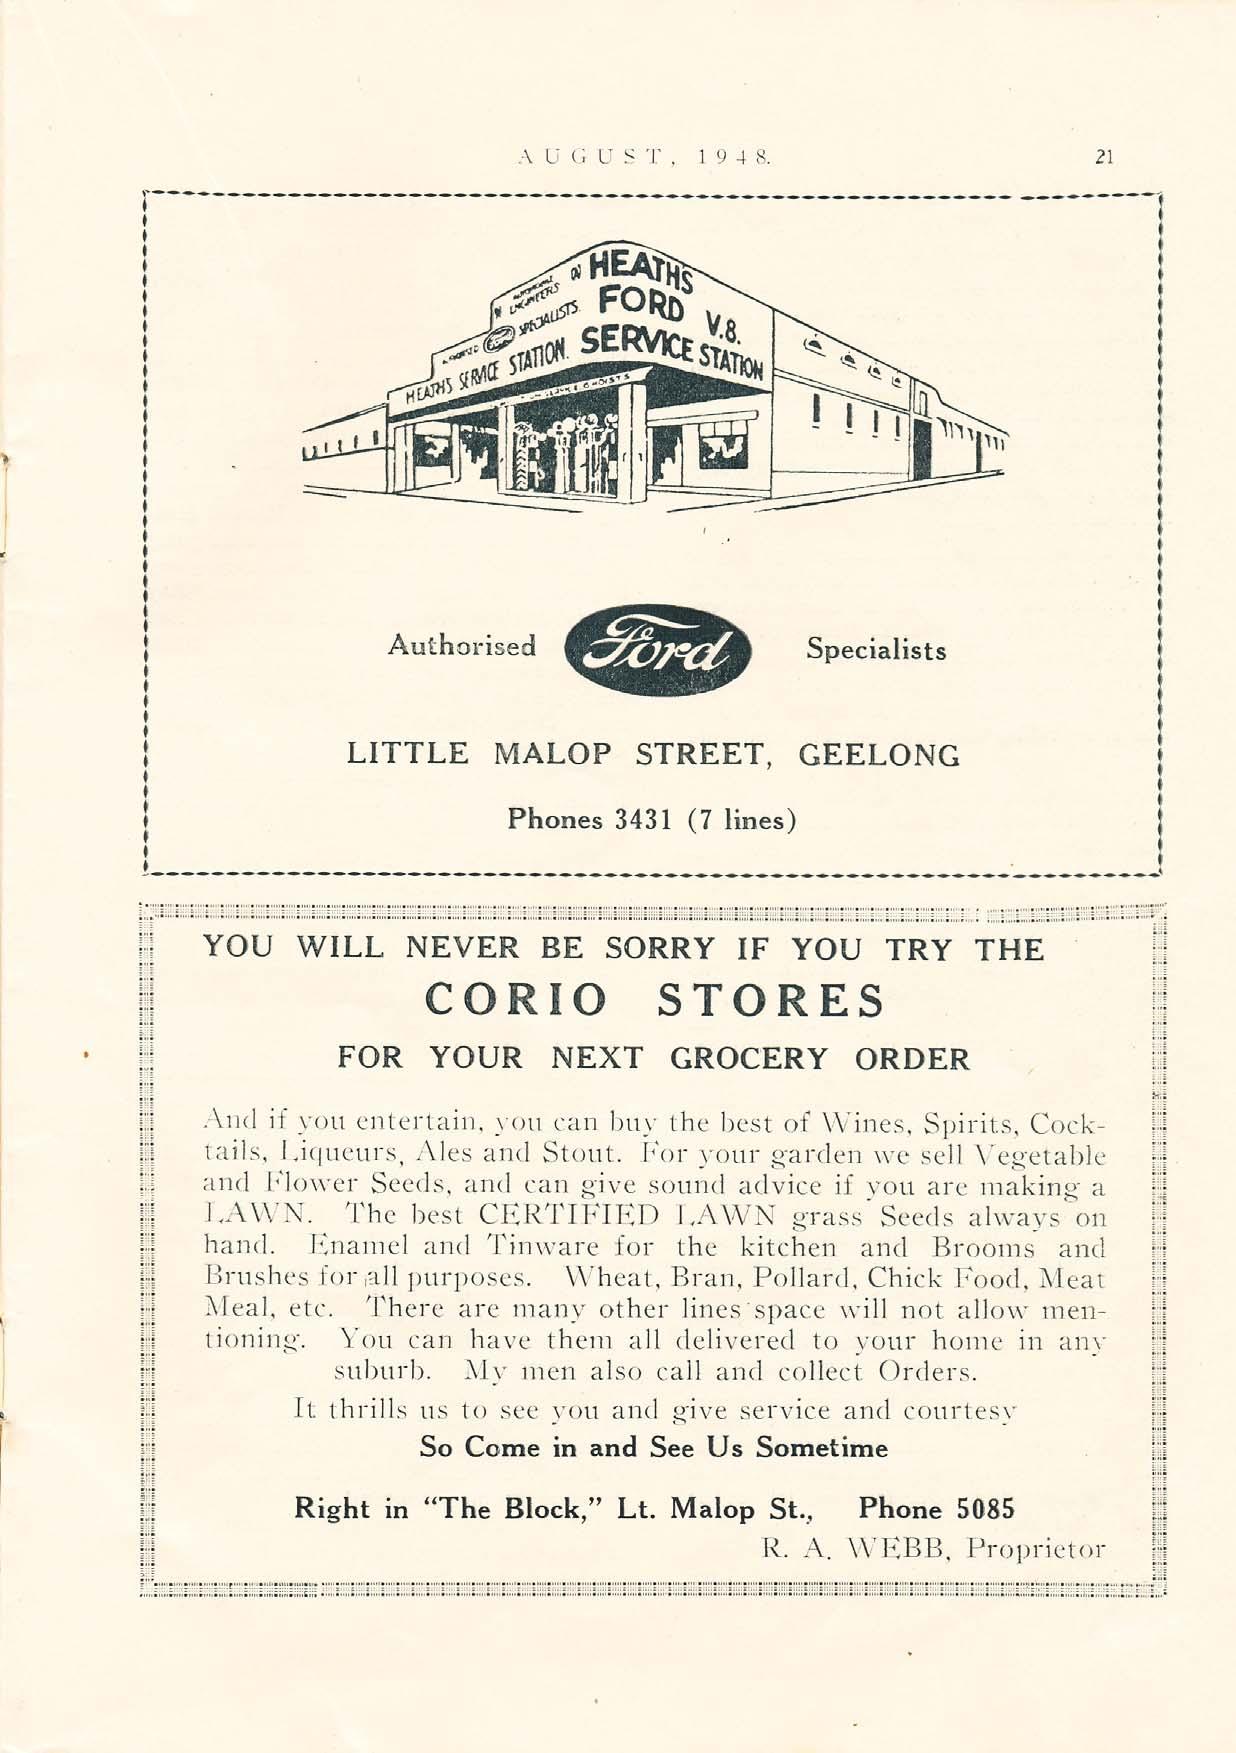 AUGUST, 1948. 21
HEATH'S
FORD V.8.
SERVICE STATION
ENGINEERS
SPECIALISTS.
HEATH'S SERVICE STATION.
Authorised Ford Specialists
LITTLE MALOP STREET, GEELONG
Phones 3431 (7 lines)
YOU WILL NEVER BE SORRY IF YOU TRY THE
CORIO STORES
FOR YOUR NEXT GROCERY ORDER
And if you entertain, you can buy the best of Wines, Spirits, Cock-
tails, Liqueurs, Ales and Stout. For your garden we sell Vegetable
and Flower Seeds, and can give sound advice if you are making a
LAWN. The best CERTIFIED LAWN grass Seeds always on
hand. Enamel and Tinware for the kitchen and Brooms and
Brushes for all purposes. Wheat, Bran, Pollard, Chick Food, Meat
Meal, etc. There are many other lines space will not allow men-
tioning. You can have them all delivered to your home in any
suburb. My men also call and collect Orders.
It thrills us to see you and give service and courtesy
So Come in and See Us Sometime
Right in “The Block,” Lt. Malop St., Phone 5085
R. A. WEBB, Proprietor